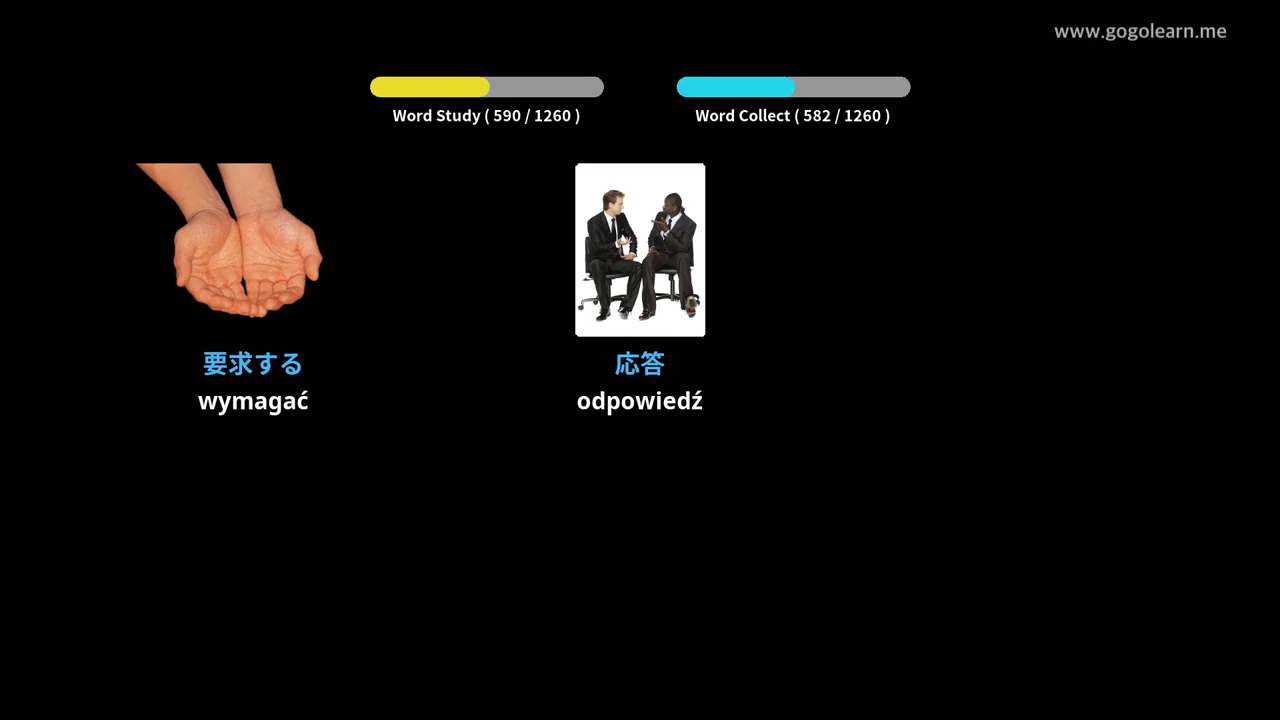 www.gogolearn.me
Word Study ( 590 / 1260 )
Word Collect ( 582 / 1260 )
要求する
wymagać
応答
odpowiedź